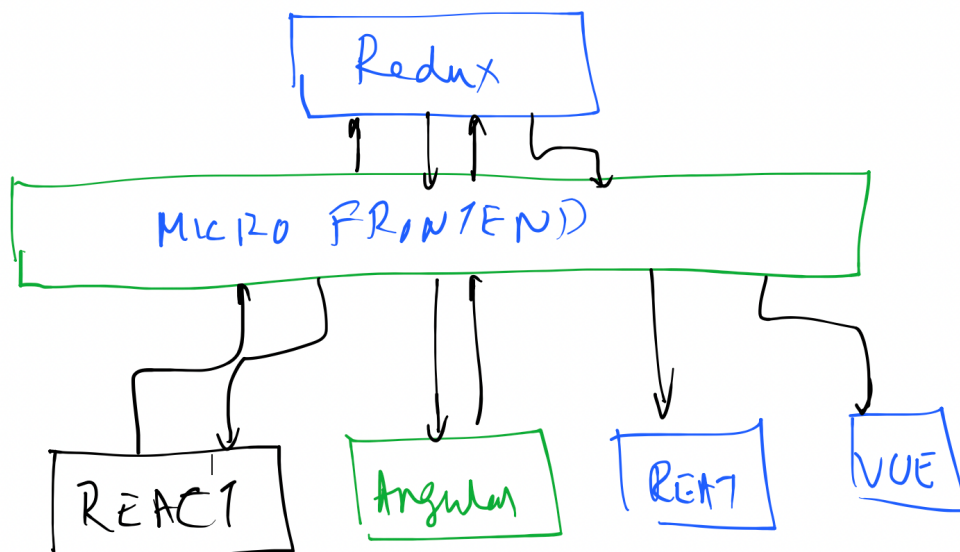 Redux
MICRO FRONTEND
REACT
Angular
REAT
VUE